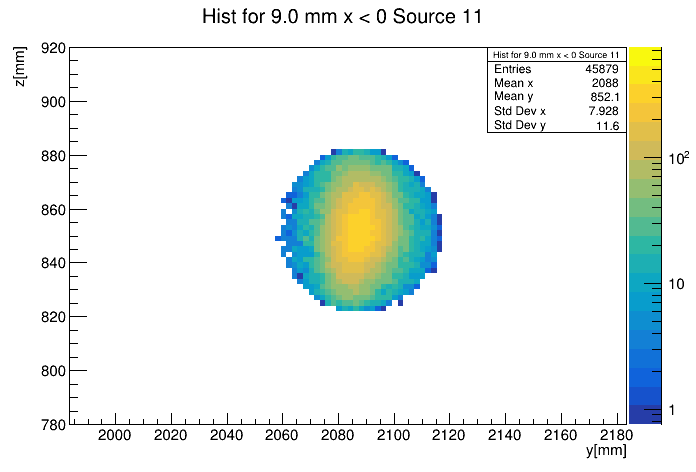 Hist for 9.0 mm x < 0 Source 11
z[mm]
920
900
880
860
840
820
800
780
2000 2020 2040 2060 2080 2100 2120 2140 2160 2180
y[mm]
Hist for 9.0 mm x < 0 Source 11
Entries 45879
Mean x 2088
Mean y 852.1
Std Dev x 7.928
Std Dev y 11.6
10²
10
1